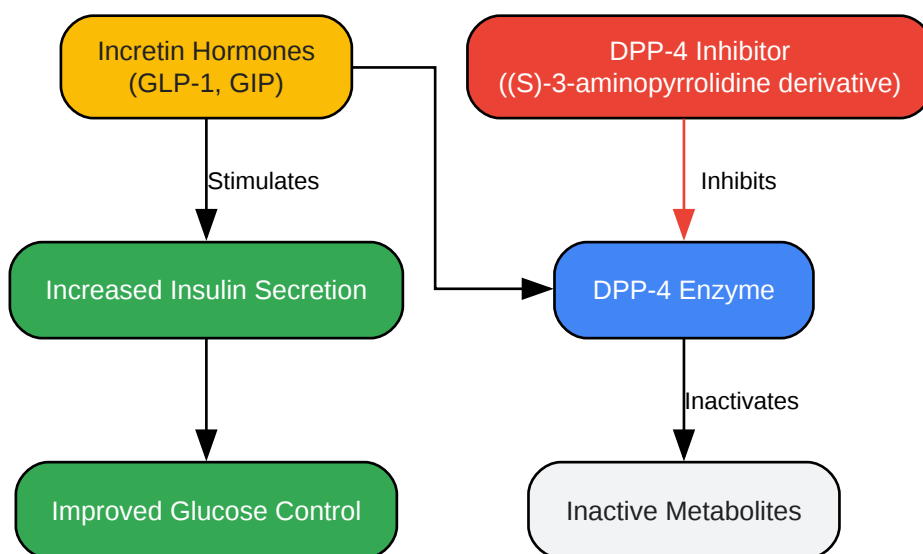 Incretin Hormones
(GLP-1, GIP)
DPP-4 Inhibitor
((S)-3-aminopyrrolidine derivative)
Stimulates
Inhibits
Increased Insulin Secretion
DPP-4 Enzyme
Inactivates
Improved Glucose Control
Inactive Metabolites